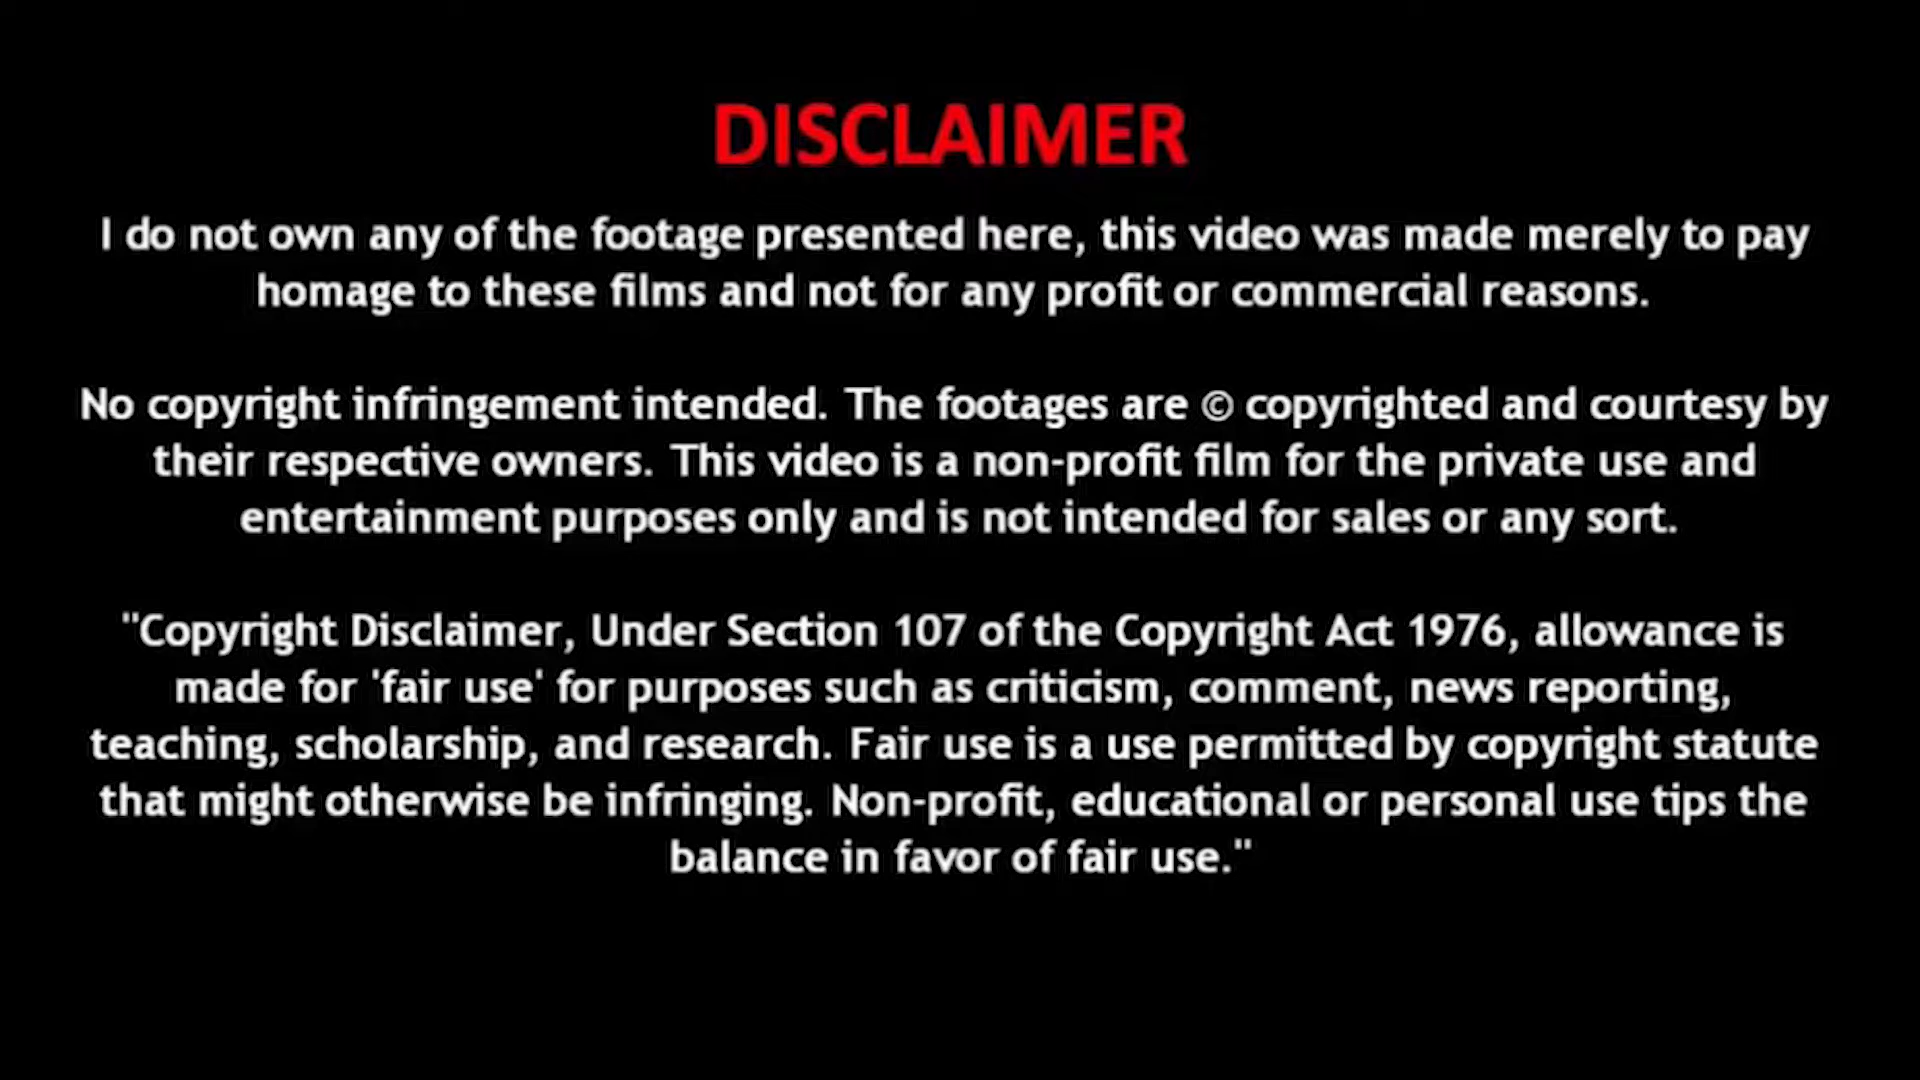 DISCLAIMER
I do not own any of the footage presented here, this video was made merely to pay
homage to these films and not for any profit or commercial reasons.
No copyright infringement intended. The footages are © copyrighted and courtesy by
their respective owners. This video is a non-profit film for the private use and
entertainment purposes only and is not intended for sales or any sort.
"Copyright Disclaimer, Under Section 107 of the Copyright Act 1976, allowance is
made for 'fair use' for purposes such as criticism, comment, news reporting,
teaching, scholarship, and research. Fair use is a use permitted by copyright statute
that might otherwise be infringing. Non-profit, educational or personal use tips the
balance in favor of fair use."